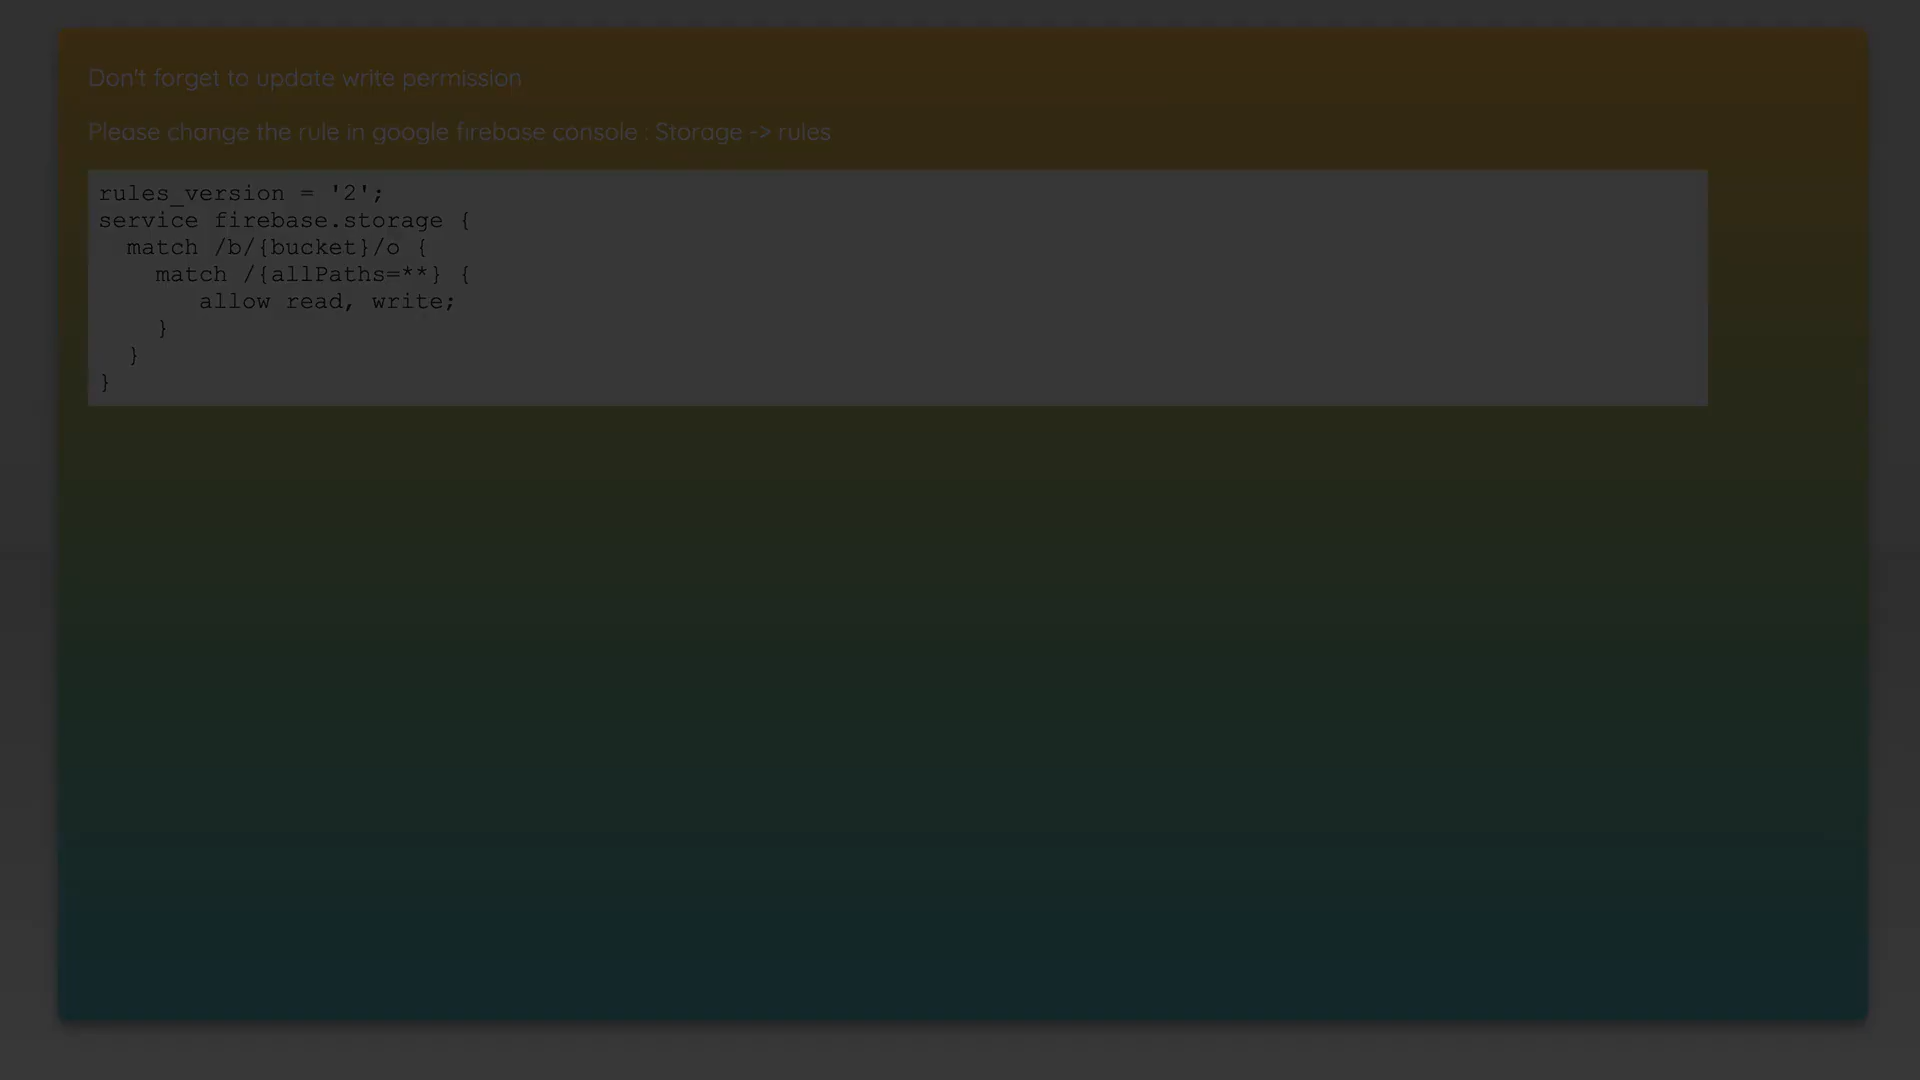 Don't forget to update write permission
Please change the rule in google firebase console : Storage -> rules
rules_version = '2';
service firebase.storage {
  match /b/{bucket}/o {
    match /{allPaths=**} {
       allow read, write;
    }
  }
}